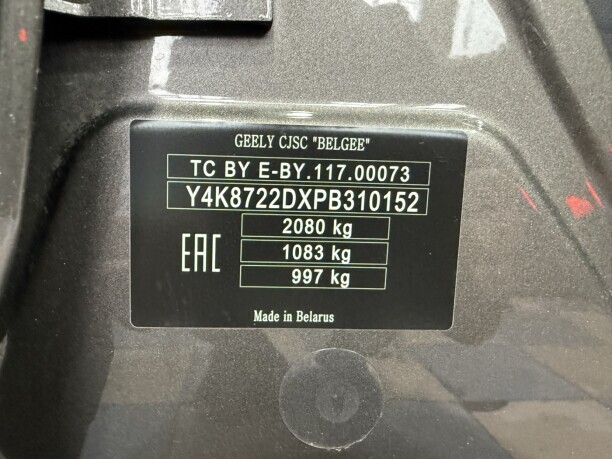 GEELY CJSC "BELGEE"
TC BY E-BY.117.00073
Y4K8722DXPB310152
2080 kg
1083 kg
997 kg
EAC
Made in Belarus